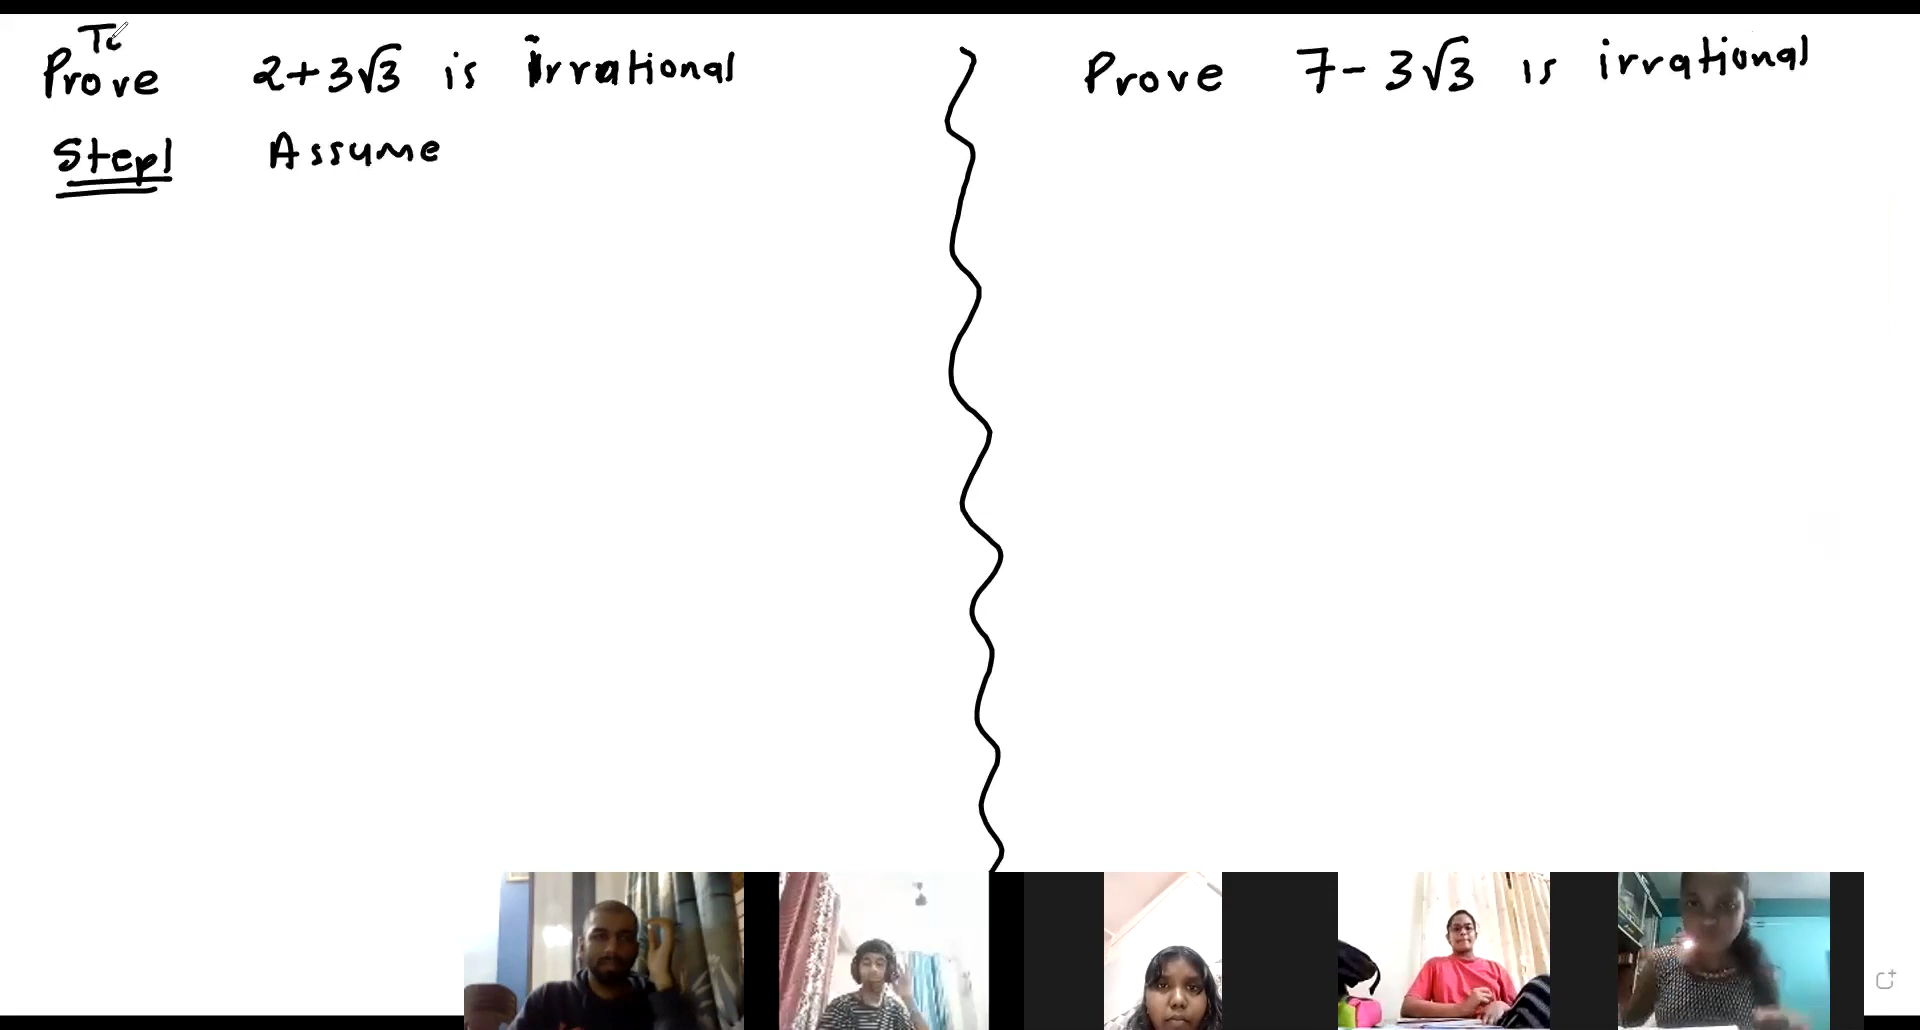 To
Prove 2+3√3 is irrational
Step1 Assume
Prove 7-3√3 is irrational